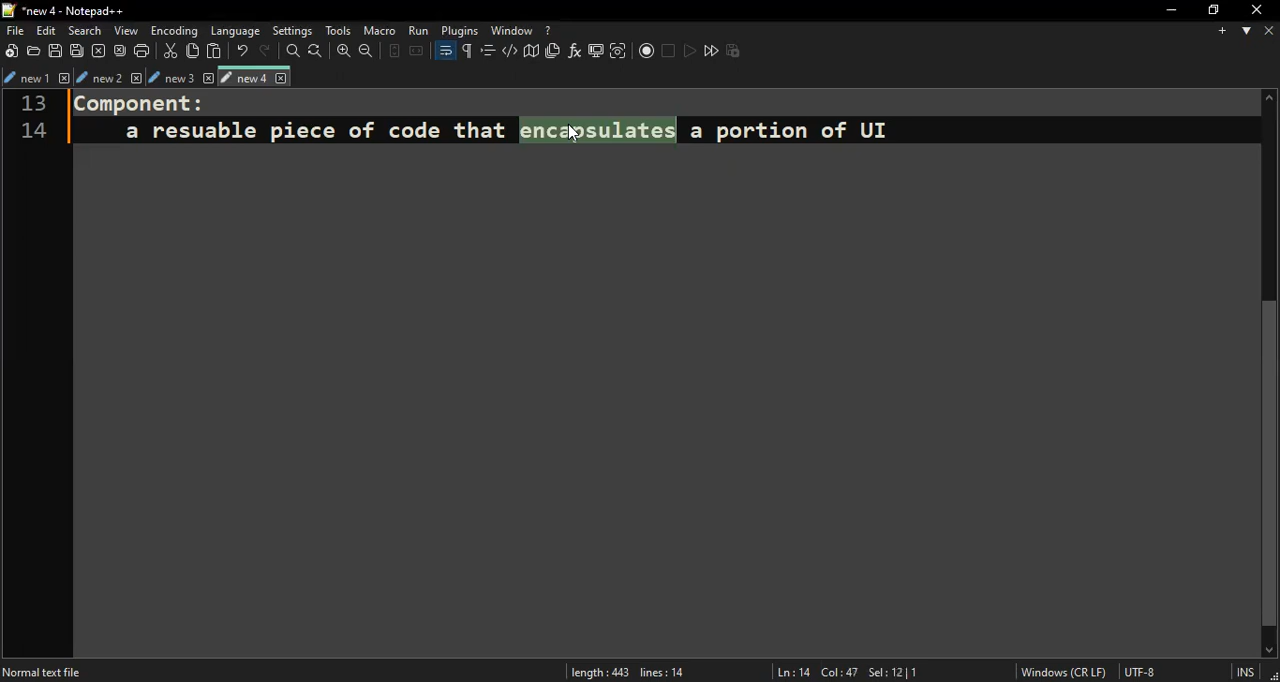 *new 4 - Notepad++
File Edit Search View Encoding Language Settings Tools Macro Run Plugins Window ?
new 1 new 2 new 3 new 4
13 Component:
14 a resuable piece of code that encapsulates a portion of UI
Normal text file length : 443 lines : 14 Ln : 14 Col : 47 Sel : 12 | 1 Windows (CR LF) UTF-8 INS